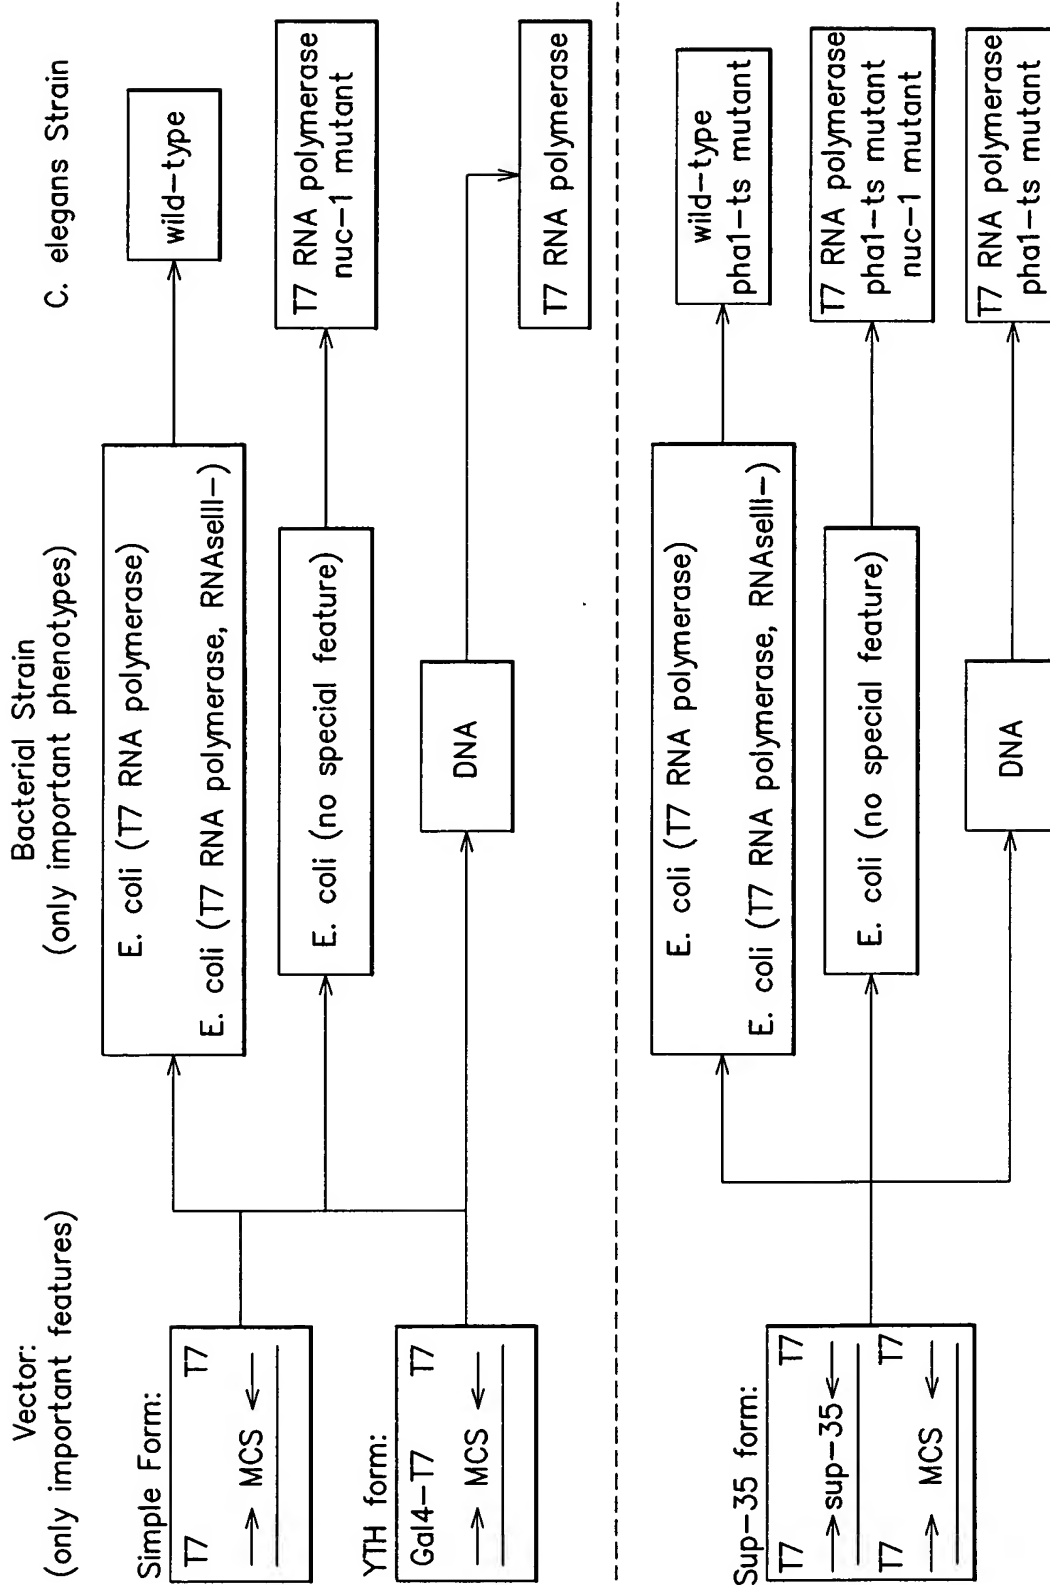 Vector:
(only important features)
Bacterial Strain
(only important phenotypes)
C. elegans Strain
Simple Form:
T7 T7
MCS
YTH form:
Gal4-T7 T7
MCS
E. coli (T7 RNA polymerase)
E. coli (T7 RNA polymerase, RNAseIII-)
E. coli (no special feature)
DNA
wild-type
T7 RNA polymerase
nuc-1 mutant
T7 RNA polymerase
Sup-35 form:
T7 T7
sup-35
T7 T7
MCS
E. coli (T7 RNA polymerase)
E. coli (T7 RNA polymerase, RNAseIII-)
E. coli (no special feature)
DNA
wild-type
pha1-ts mutant
T7 RNA polymerase
pha1-ts mutant
nuc-1 mutant
T7 RNA polymerase
pha1-ts mutant